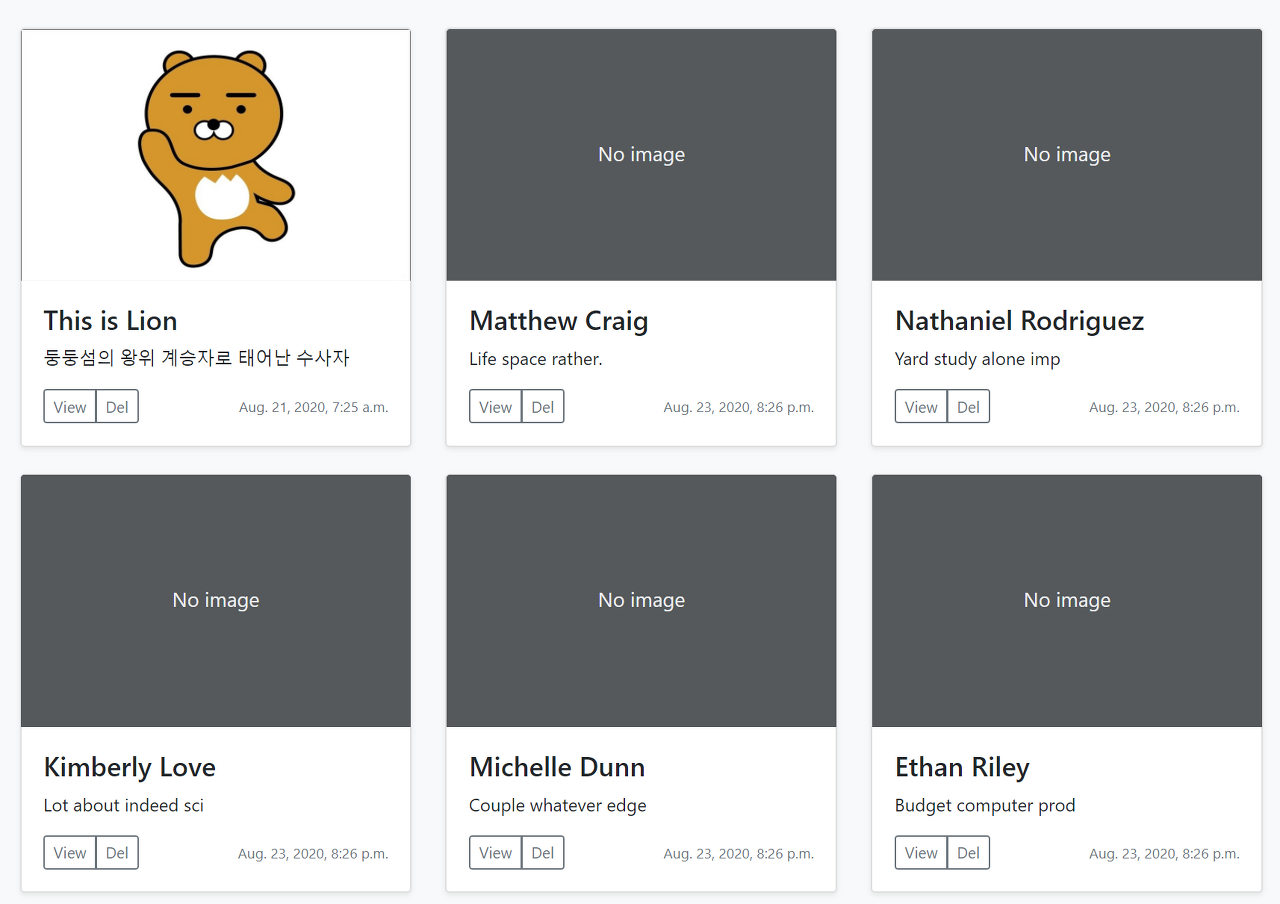 No image
No image
This is Lion
둥둥섬의 왕위 계승자로 태어난 수사자
View Del Aug. 21, 2020, 7:25 a.m.
Matthew Craig
Life space rather.
View Del Aug. 23, 2020, 8:26 p.m.
Nathaniel Rodriguez
Yard study alone imp
View Del Aug. 23, 2020, 8:26 p.m.
No image
No image
No image
Kimberly Love
Lot about indeed sci
View Del Aug. 23, 2020, 8:26 p.m.
Michelle Dunn
Couple whatever edge
View Del Aug. 23, 2020, 8:26 p.m.
Ethan Riley
Budget computer prod
View Del Aug. 23, 2020, 8:26 p.m.